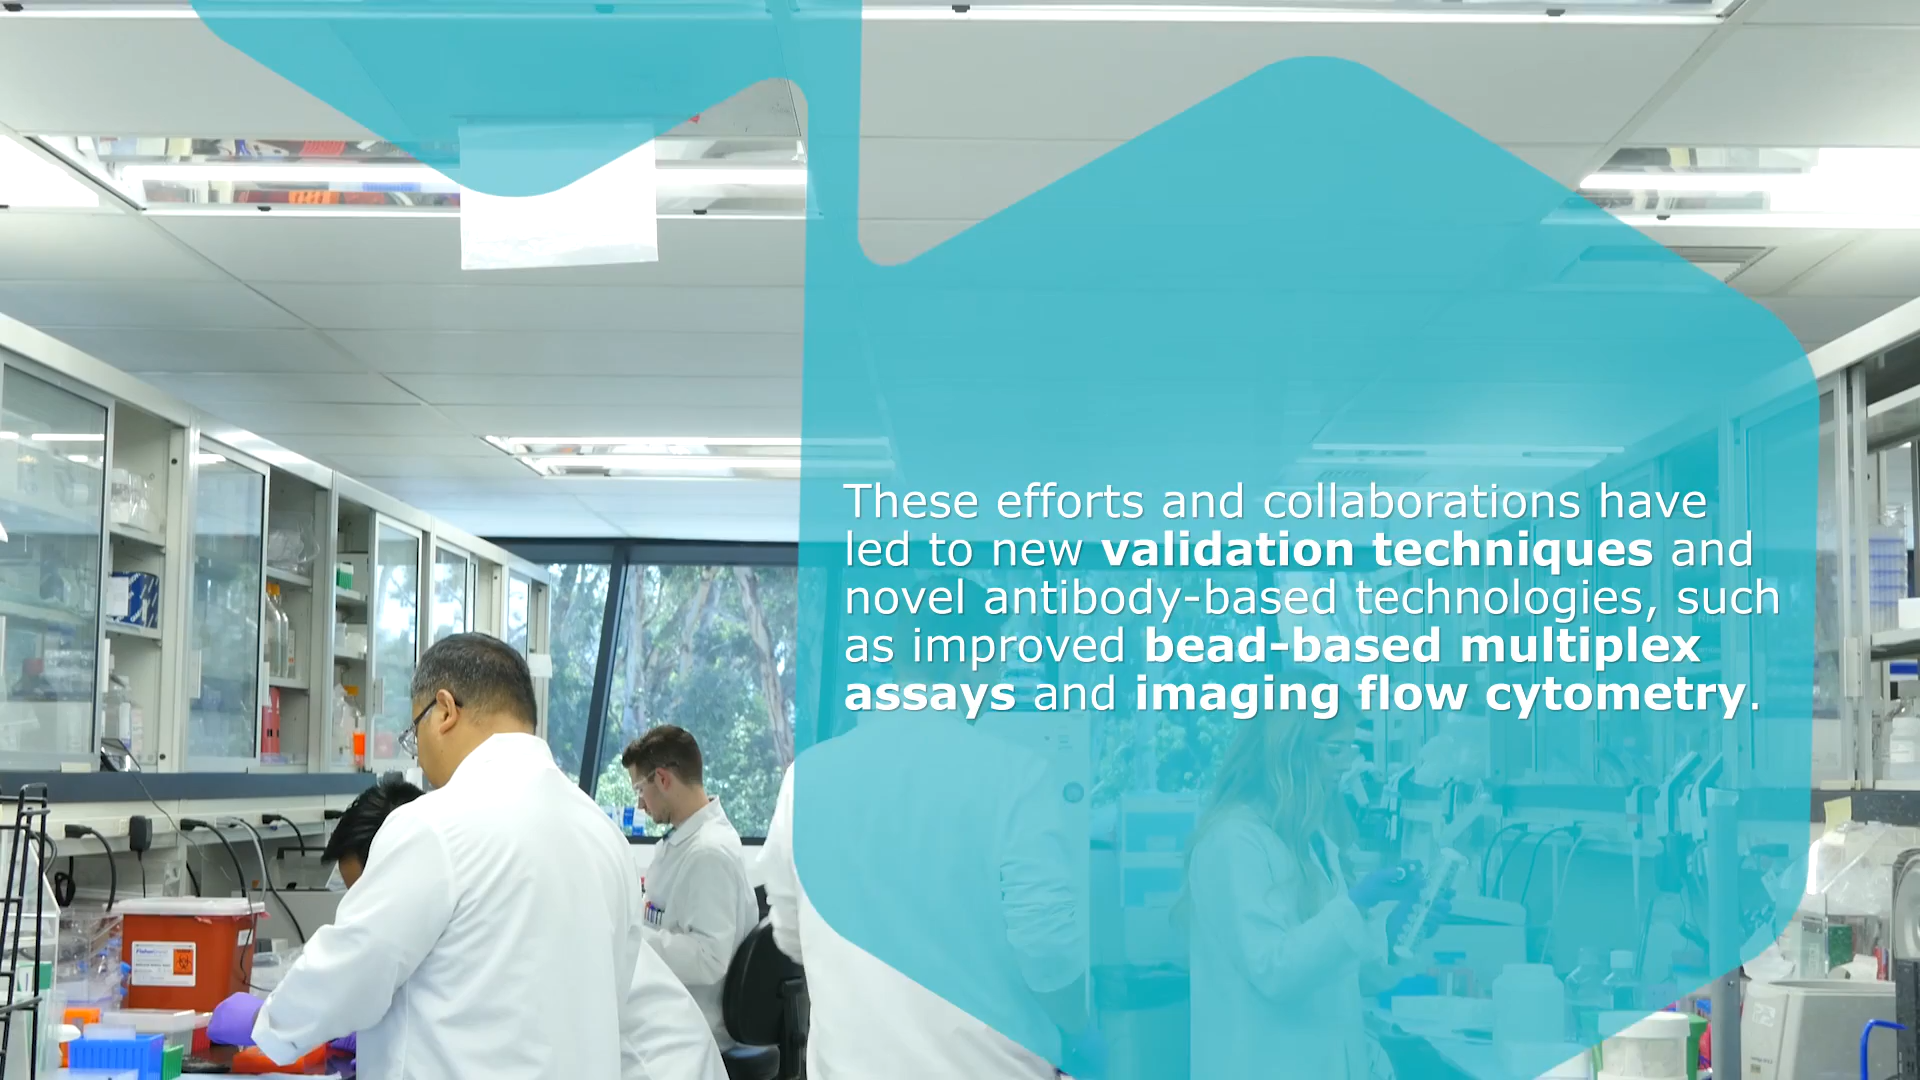 These efforts and collaborations have
led to new validation techniques and
novel antibody-based technologies, such
as improved bead-based multiplex
assays and imaging flow cytometry.